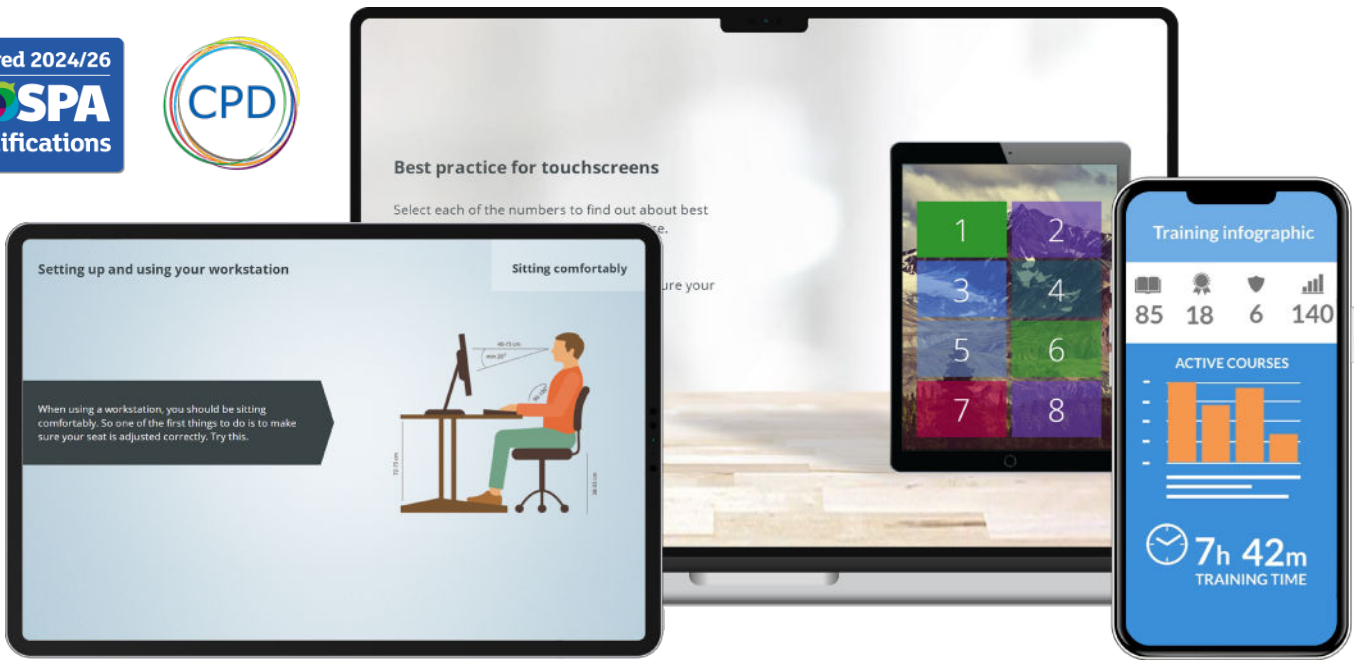 red 2024/26
SPA
ifications
CPD
Best practice for touchscreens
Select each of the numbers to find out about best
ce.
ure your
1
2
3
4
5
6
7
8
Setting up and using your workstation
Sitting comfortably
When using a workstation, you should be sitting
comfortably. So one of the first things to do is to make
sure your seat is adjusted correctly. Try this.
min 20°
Training infographic
85 18 6 140
ACTIVE COURSES
7h 42m
TRAINING TIME